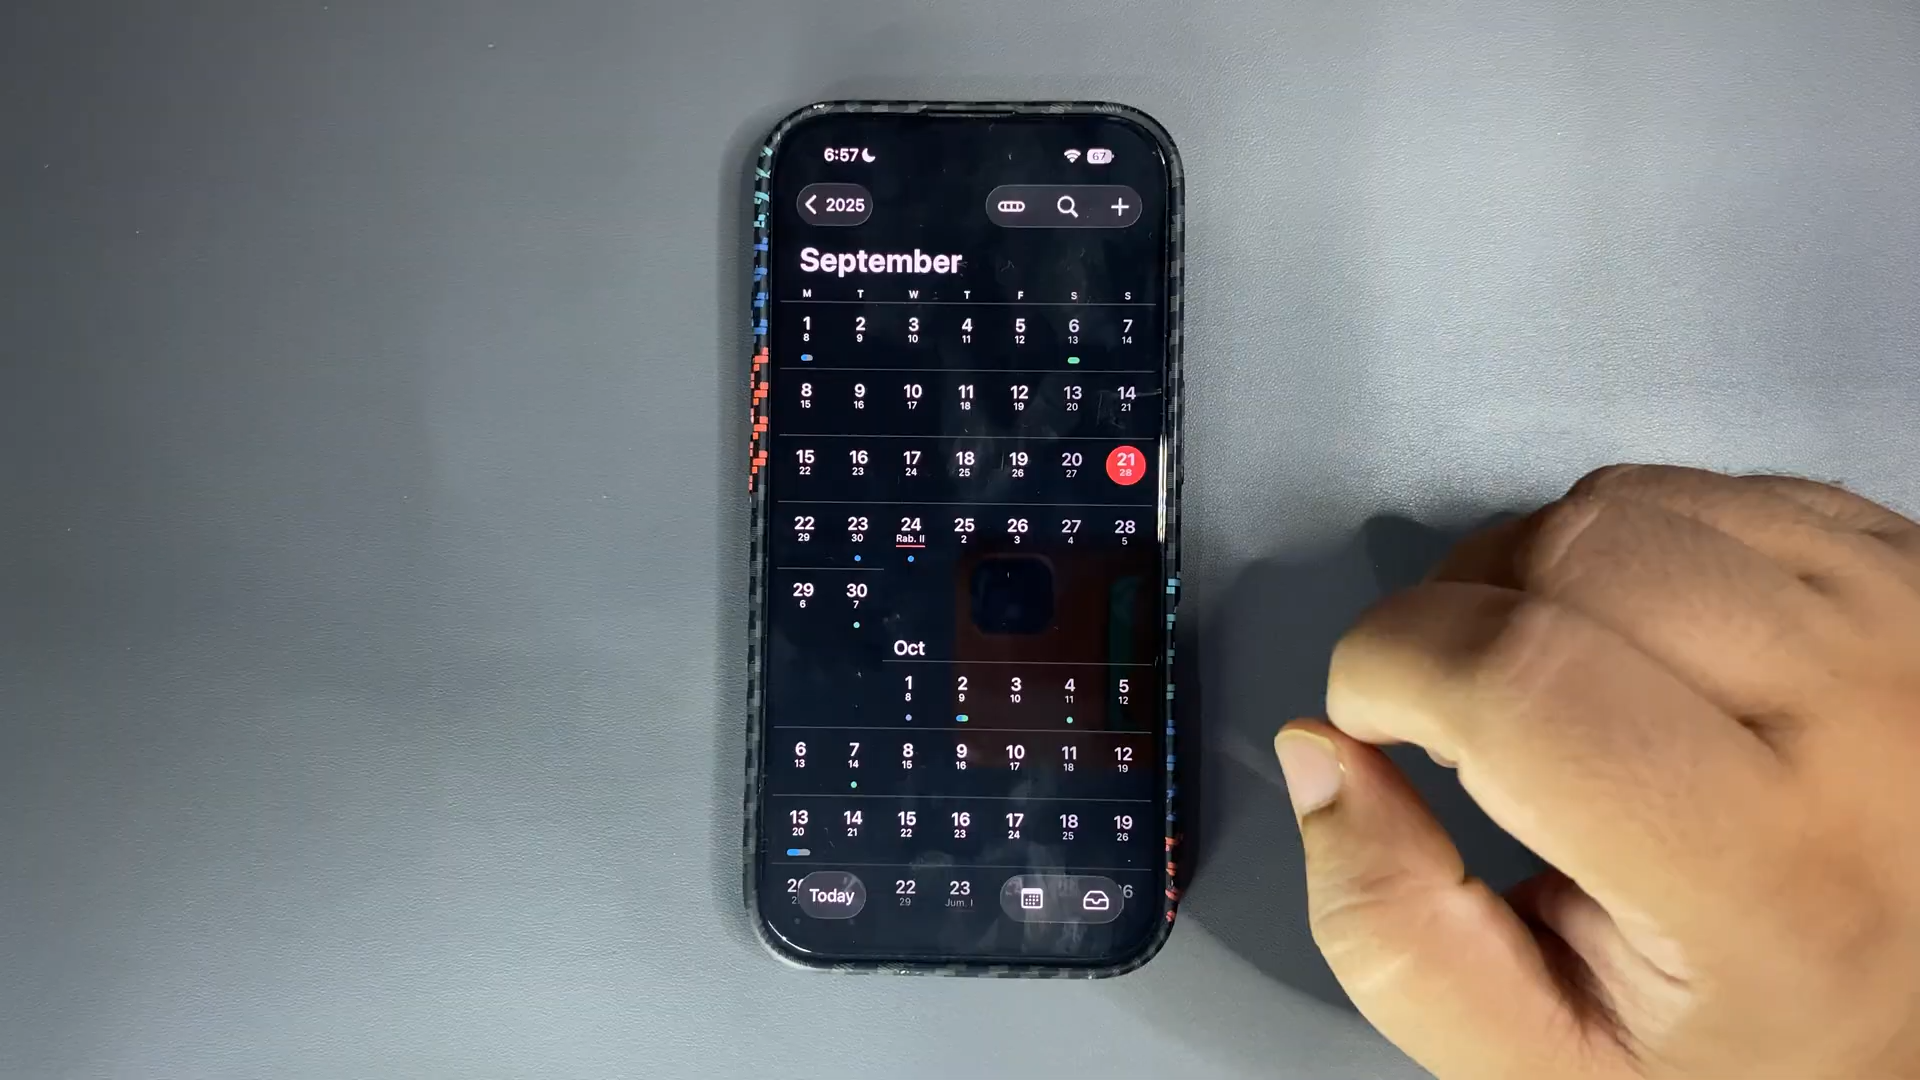 6:57 67
2025
September
M T W T F S S
1 2 3 4 5 6 7
8 9 10 11 12 13 14
8 9 10 11 12 13 14
15 16 17 18 19 20 21
15 16 17 18 19 20 21
22 23 24 25 26 27 28
22 23 24 25 26 27 28
29 30 Rab. II 2 3 4 5
29 30
6 7
Oct
1 2 3 4 5
8 9 10 11 12
6 7 8 9 10 11 12
13 14 15 16 17 18 19
13 14 15 16 17 18 19
20 21 22 23 24 25 26
Today 22 23
29 Jum. I